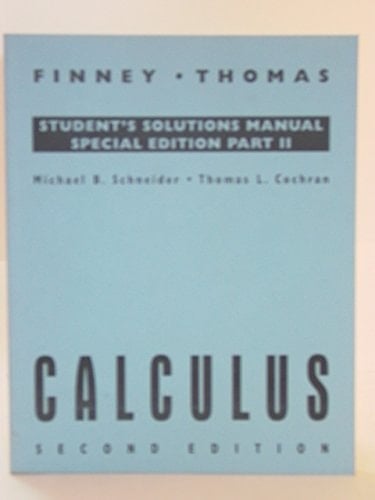 FINNEY • THOMAS
STUDENT'S SOLUTIONS MANUAL
SPECIAL EDITION PART II
Michael B. Schneider • Thomas L. Cochran
CALCULUS
SECOND EDITION